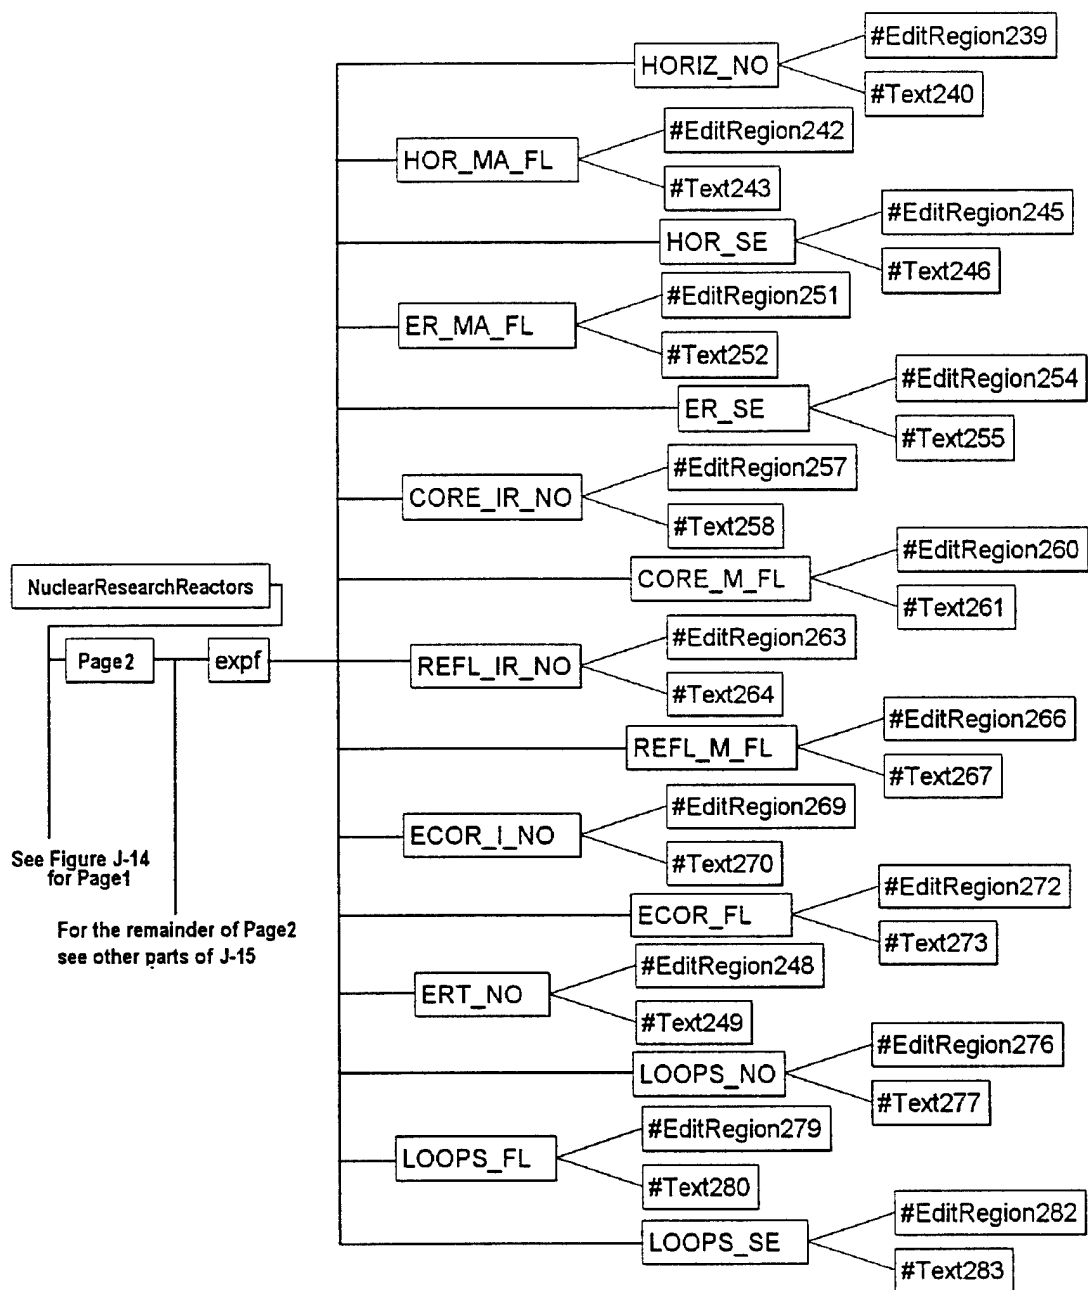 #EditRegion239
HORIZ_NO
#Text240
#EditRegion242
HOR_MA_FL
#Text243
#EditRegion245
HOR_SE
#Text246
#EditRegion251
ER_MA_FL
#Text252
#EditRegion254
ER_SE
#Text255
#EditRegion257
CORE_IR_NO
#Text258
#EditRegion260
CORE_M_FL
#Text261
NuclearResearchReactors
Page2
expf
#EditRegion263
REFL_IR_NO
#Text264
#EditRegion266
REFL_M_FL
#Text267
#EditRegion269
ECOR_I_NO
#Text270
See Figure J-14
for Page1
#EditRegion272
ECOR_FL
#Text273
For the remainder of Page2
see other parts of J-15
#EditRegion248
ERT_NO
#Text249
#EditRegion276
LOOPS_NO
#Text277
#EditRegion279
LOOPS_FL
#Text280
#EditRegion282
LOOPS_SE
#Text283